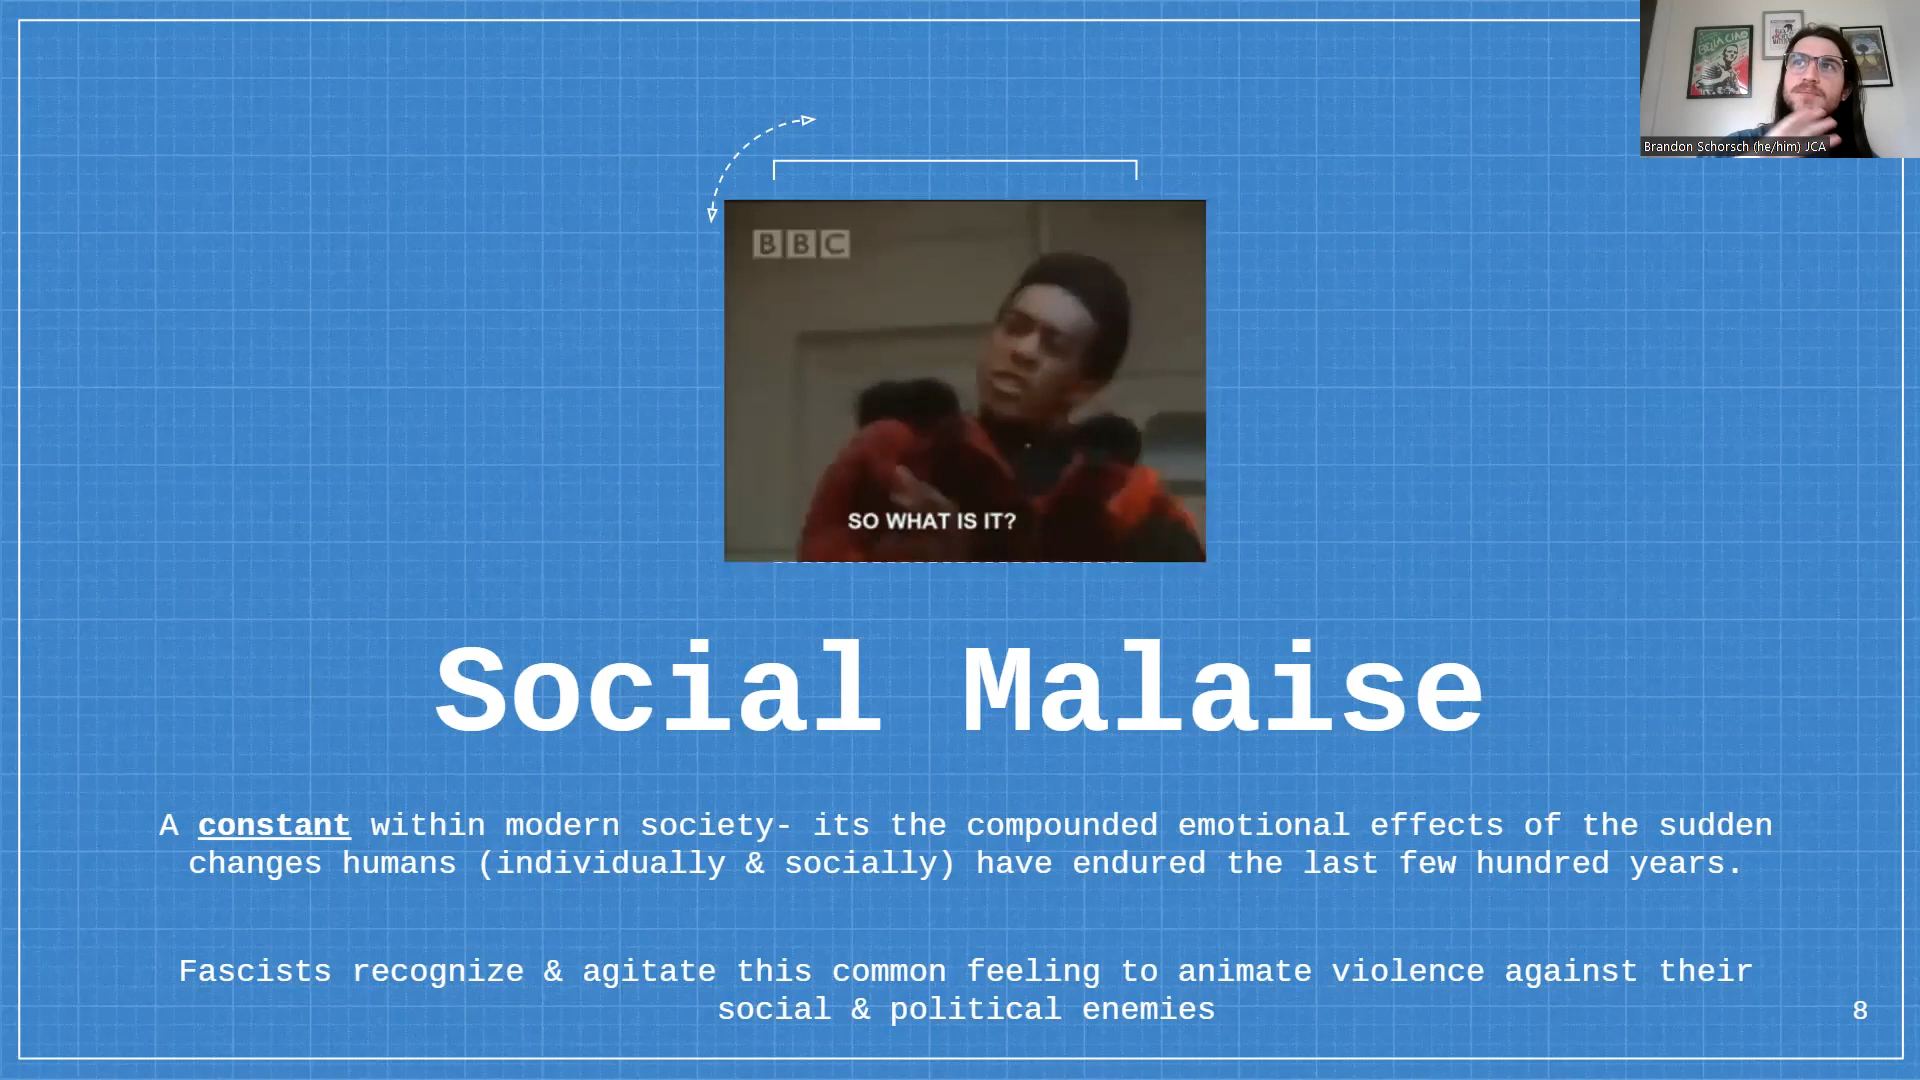 BELLA CIAO
Brandon Schorsch (he/him) JCA
BBC
SO WHAT IS IT?
Social Malaise
A constant within modern society- its the compounded emotional effects of the sudden
changes humans (individually & socially) have endured the last few hundred years.
Fascists recognize & agitate this common feeling to animate violence against their
social & political enemies
8